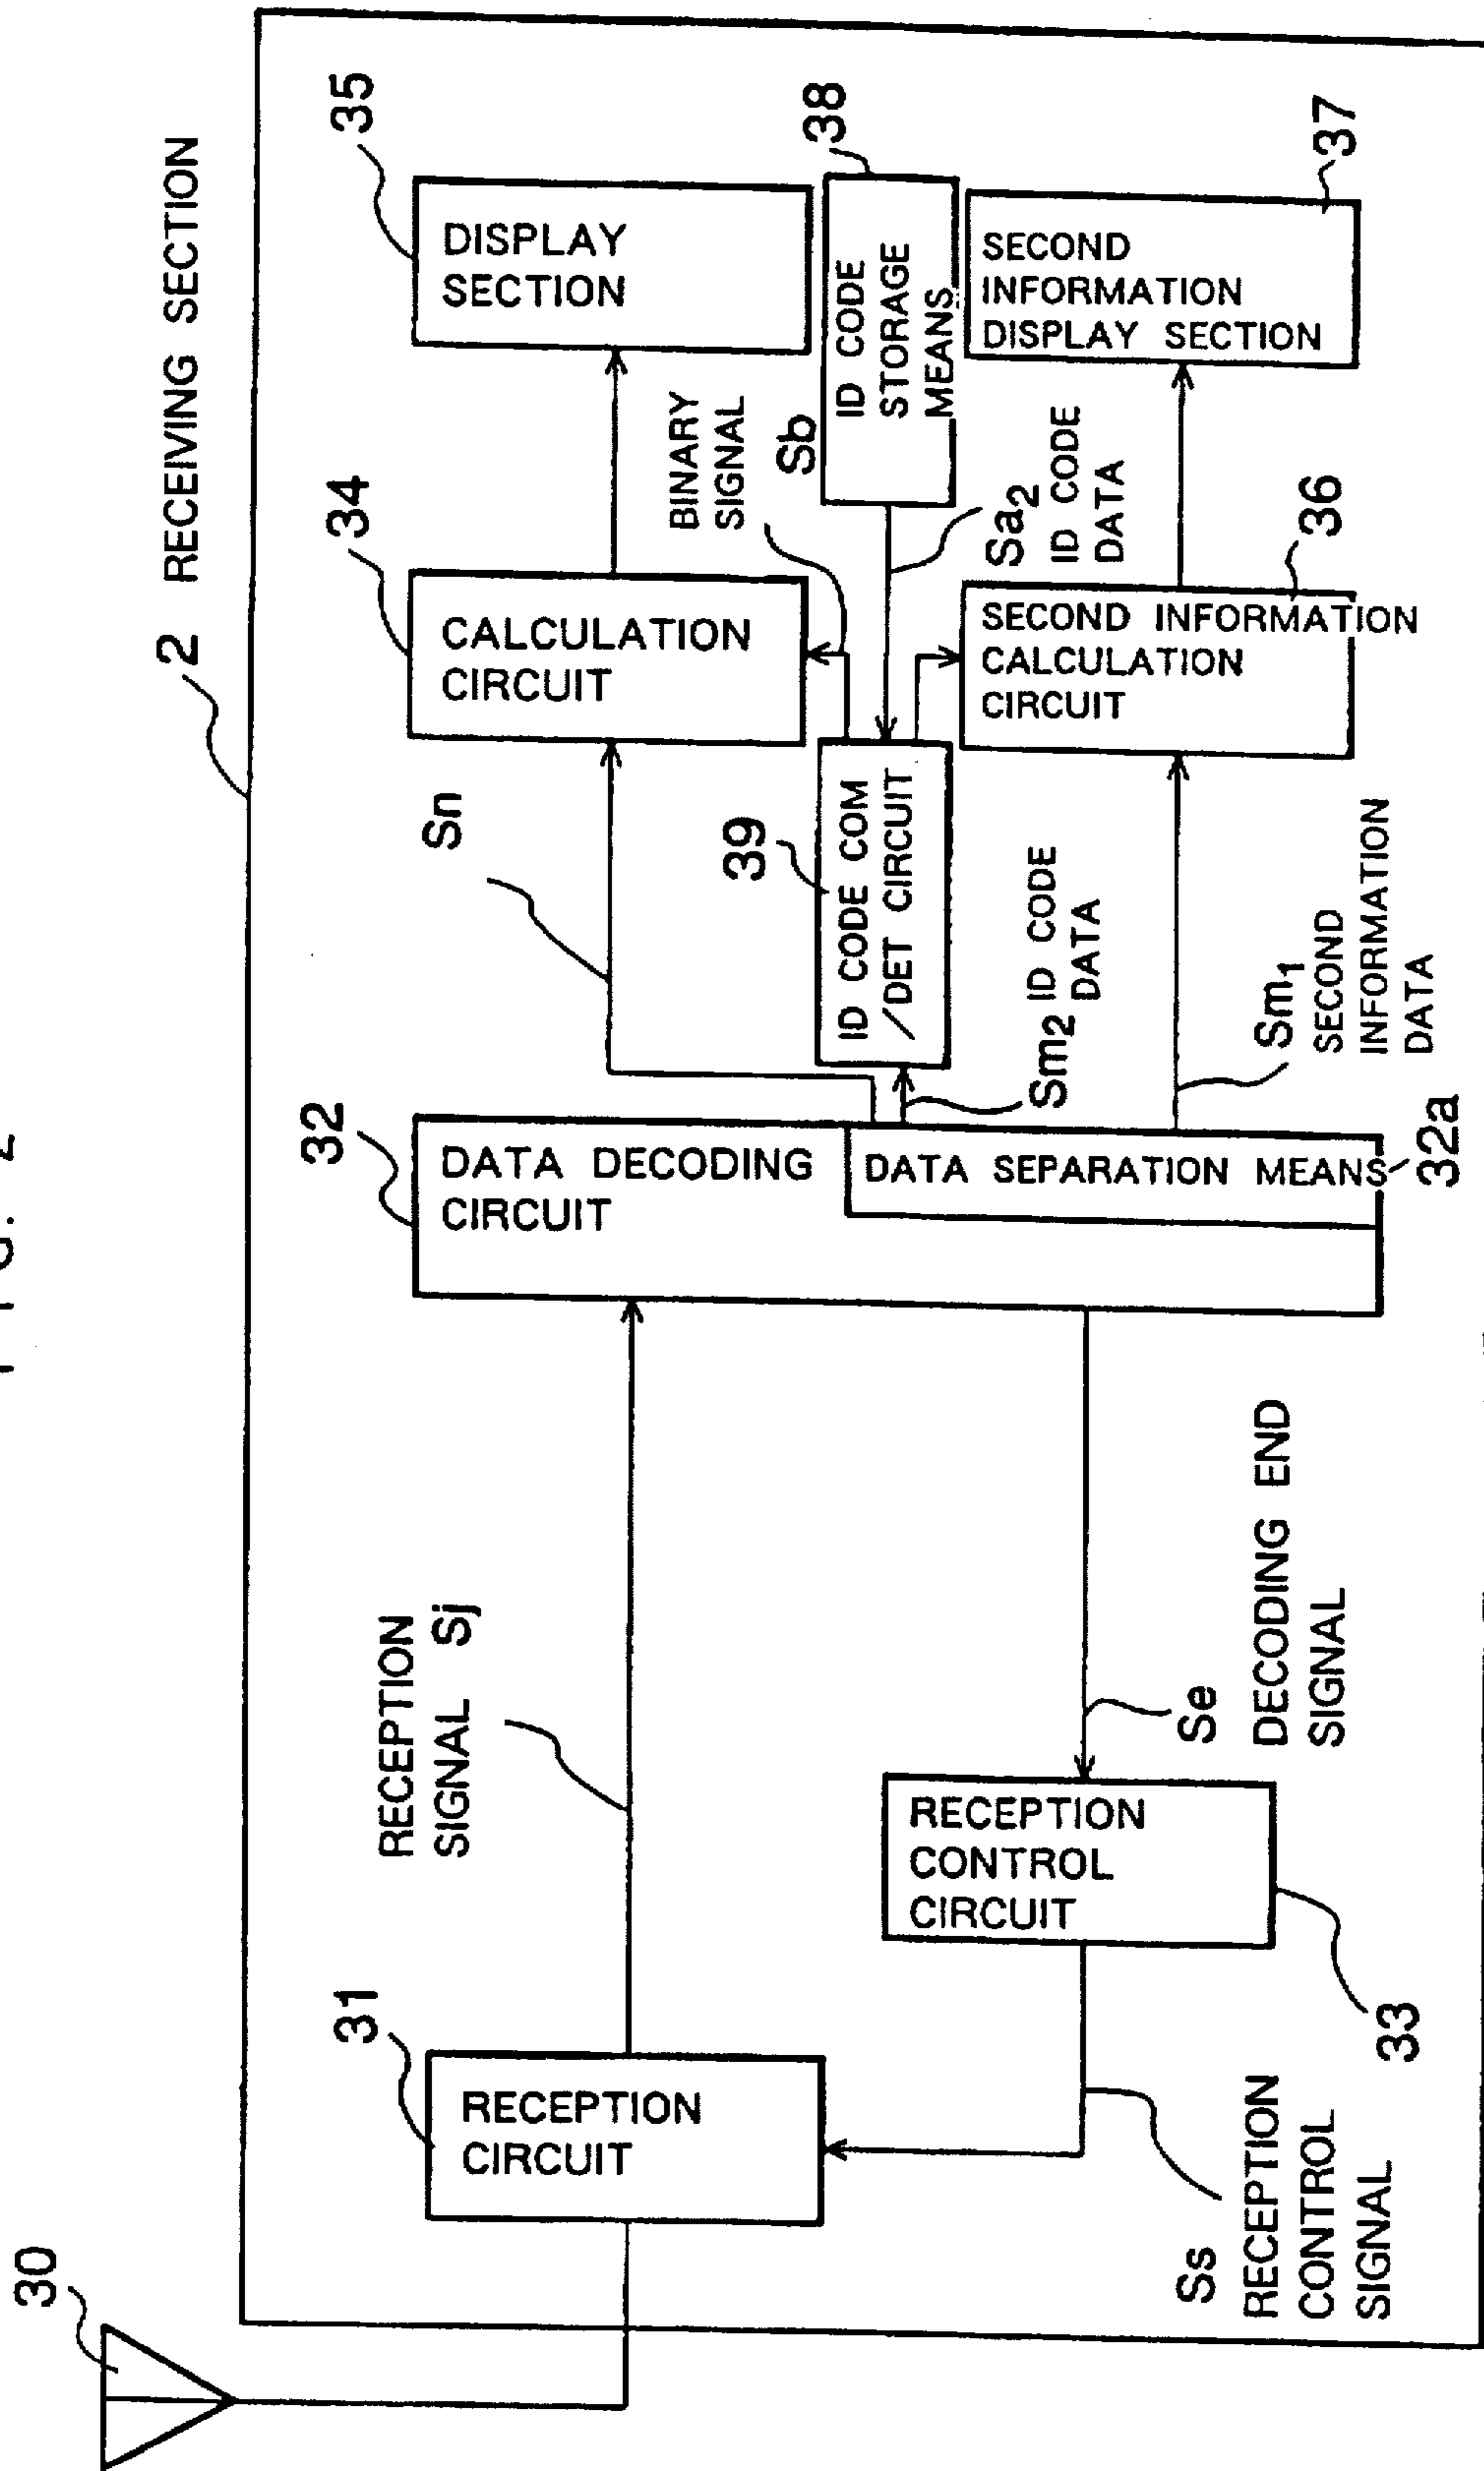 FIG. 2
2 RECEIVING SECTION
30
31
RECEPTION
CIRCUIT
RECEPTION
SIGNAL Sj
32
DATA DECODING
CIRCUIT
DATA SEPARATION MEANS
32a
Sn
34
CALCULATION
CIRCUIT
35
DISPLAY
SECTION
BINARY
SIGNAL
Sb
38
ID CODE
STORAGE
MEANS
39
ID CODE COM
/DET CIRCUIT
Sa2
ID CODE
DATA
Sm2 ID CODE
DATA
36
SECOND INFORMATION
CALCULATION
CIRCUIT
SECOND
INFORMATION
DISPLAY SECTION
37
Sm1
SECOND
INFORMATION
DATA
Se
DECODING END
SIGNAL
RECEPTION
CONTROL
CIRCUIT
33
Ss
RECEPTION
CONTROL
SIGNAL